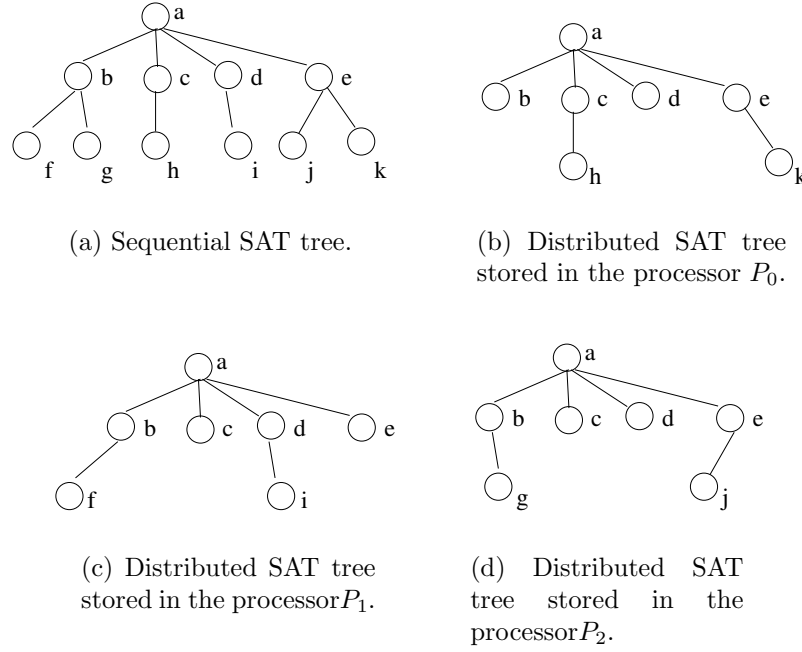 a
b c d e
f g h i j k
(a) Sequential SAT tree.
a
b c d e
h k
(b) Distributed SAT tree
stored in the processor P0.
a
b c d e
f i
(c) Distributed SAT tree
stored in the processorP1.
a
b c d e
g j
(d) Distributed SAT
tree stored in the
processorP2.